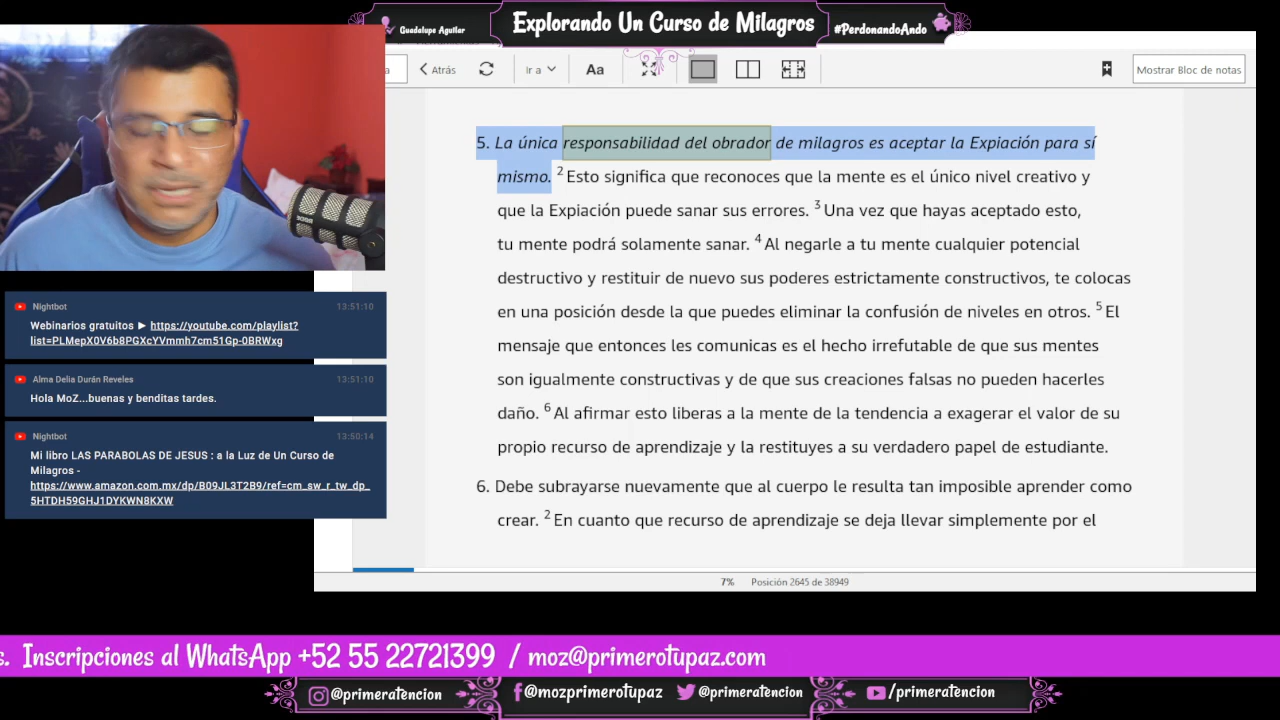 Guadalupe Aguilar
Explorando Un Curso de Milagros
#PerdonandoAndo
a
Atrás
Ir a
Aa
Mostrar Bloc de notas
5. La única responsabilidad del obrador de milagros es aceptar la Expiación para sí
mismo. 2 Esto significa que reconoces que la mente es el único nivel creativo y
que la Expiación puede sanar sus errores. 3 Una vez que hayas aceptado esto,
tu mente podrá solamente sanar. 4 Al negarle a tu mente cualquier potencial
destructivo y restituir de nuevo sus poderes estrictamente constructivos, te colocas
en una posición desde la que puedes eliminar la confusión de niveles en otros. 5 El
mensaje que entonces les comunicas es el hecho irrefutable de que sus mentes
son igualmente constructivas y de que sus creaciones falsas no pueden hacerles
daño. 6 Al afirmar esto liberas a la mente de la tendencia a exagerar el valor de su
propio recurso de aprendizaje y la restituyes a su verdadero papel de estudiante.
6. Debe subrayarse nuevamente que al cuerpo le resulta tan imposible aprender como
crear. 2 En cuanto que recurso de aprendizaje se deja llevar simplemente por el
7%
Posición 2645 de 38949
Nightbot
13:51:10
Webinarios gratuitos ► https://youtube.com/playlist?
list=PLMepX0V6b8PGXcYVmmh7cm51Gp-0BRWxg
Alma Delia Durán Reveles
13:51:10
Hola MoZ...buenas y benditas tardes.
Nightbot
13:50:14
Mi libro LAS PARABOLAS DE JESUS : a la Luz de Un Curso de
Milagros -
https://www.amazon.com.mx/dp/B09JL3T2B9/ref=cm_sw_r_tw_dp_
5HTDH59GHJ1DYKWN8KXW
s. Inscripciones al WhatsApp +52 55 22721399 / moz@primerotupaz.com
@primeratencion
@mozprimerotupaz
@primeratencion
/primeratencion